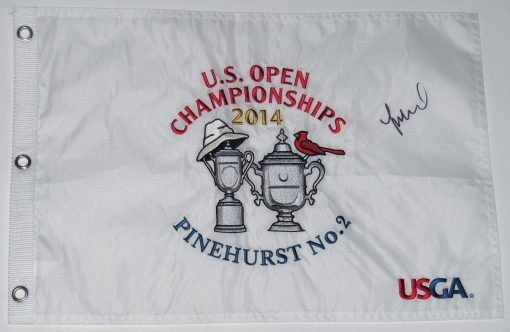 U.S. OPEN
CHAMPIONSHIPS
2014
PINEHURST No.2
USGA®